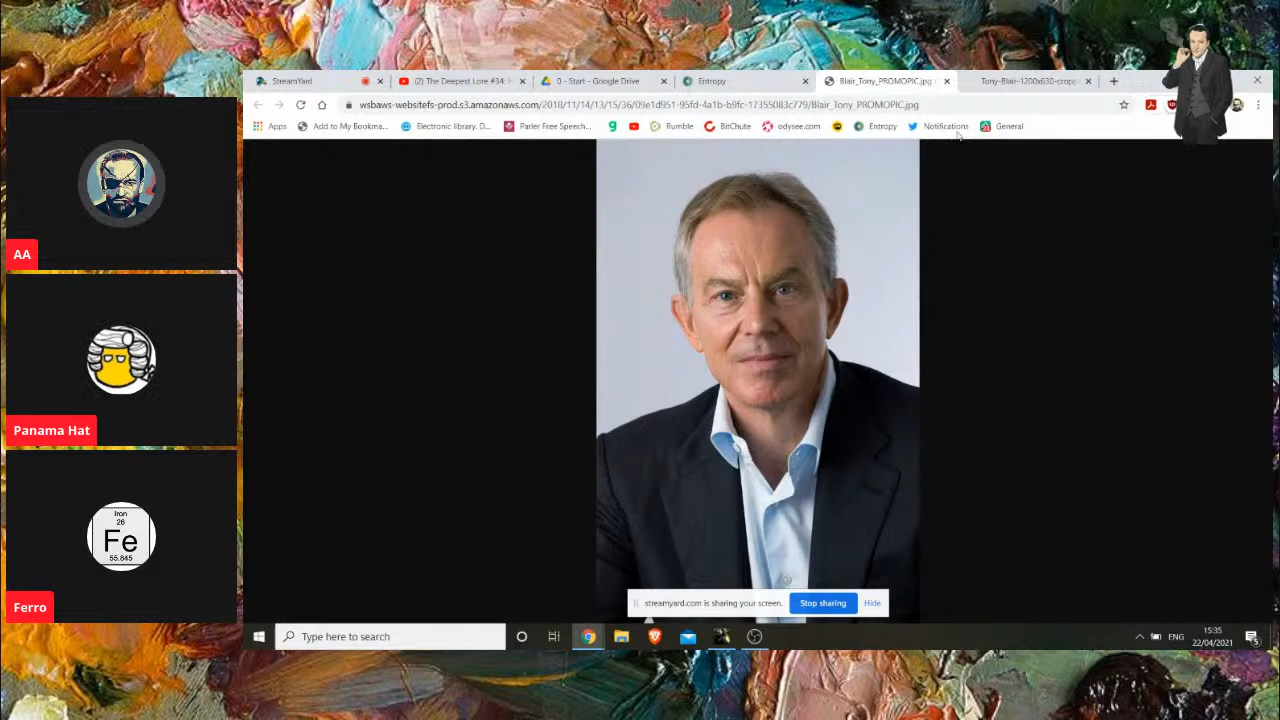 StreamYard
(2) The Deepest Lore #34: H
0 - Start - Google Drive
Entropy
Blair_Tony_PROMOPIC.jpg
Tony-Blair-1200x630-cropp
wsbaws-websitefs-prod.s3.amazonaws.com/2018/11/14/13/15/36/09e1d951-95fd-4a1b-b9fc-17355083c779/Blair_Tony_PROMOPIC.jpg
Apps
Add to My Bookma...
Electronic library. D...
Parler Free Speech...
Rumble
BitChute
odysee.com
Entropy
Notifications
General
AA
Panama Hat
Iron
26
Fe
55.845
Ferro
streamyard.com is sharing your screen.
Stop sharing
Hide
Type here to search
ENG
15:35
22/04/2021